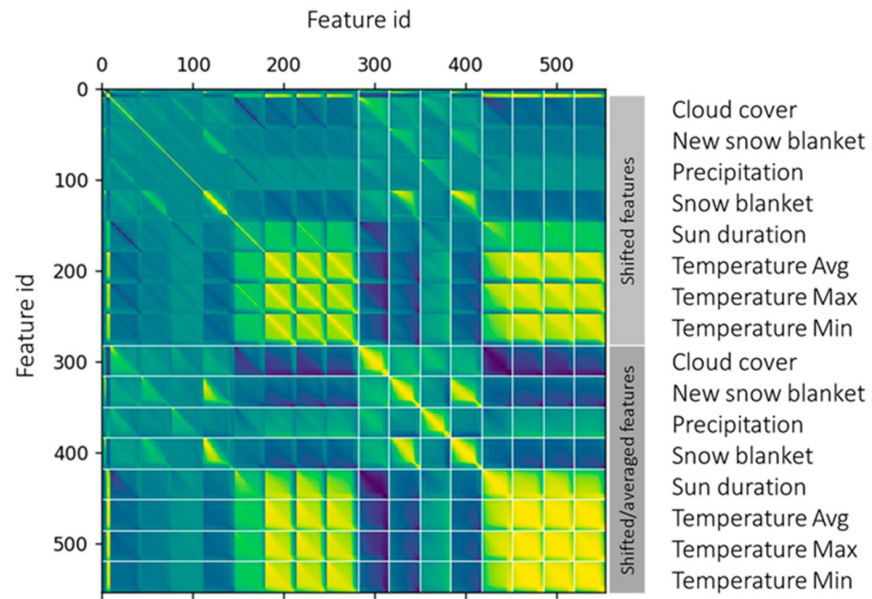 Feature id
0 100 200 300 400 500
0
100
200
300
400
500
Feature id
Shifted features
Shifted/averaged features
Cloud cover
New snow blanket
Precipitation
Snow blanket
Sun duration
Temperature Avg
Temperature Max
Temperature Min
Cloud cover
New snow blanket
Precipitation
Snow blanket
Sun duration
Temperature Avg
Temperature Max
Temperature Min